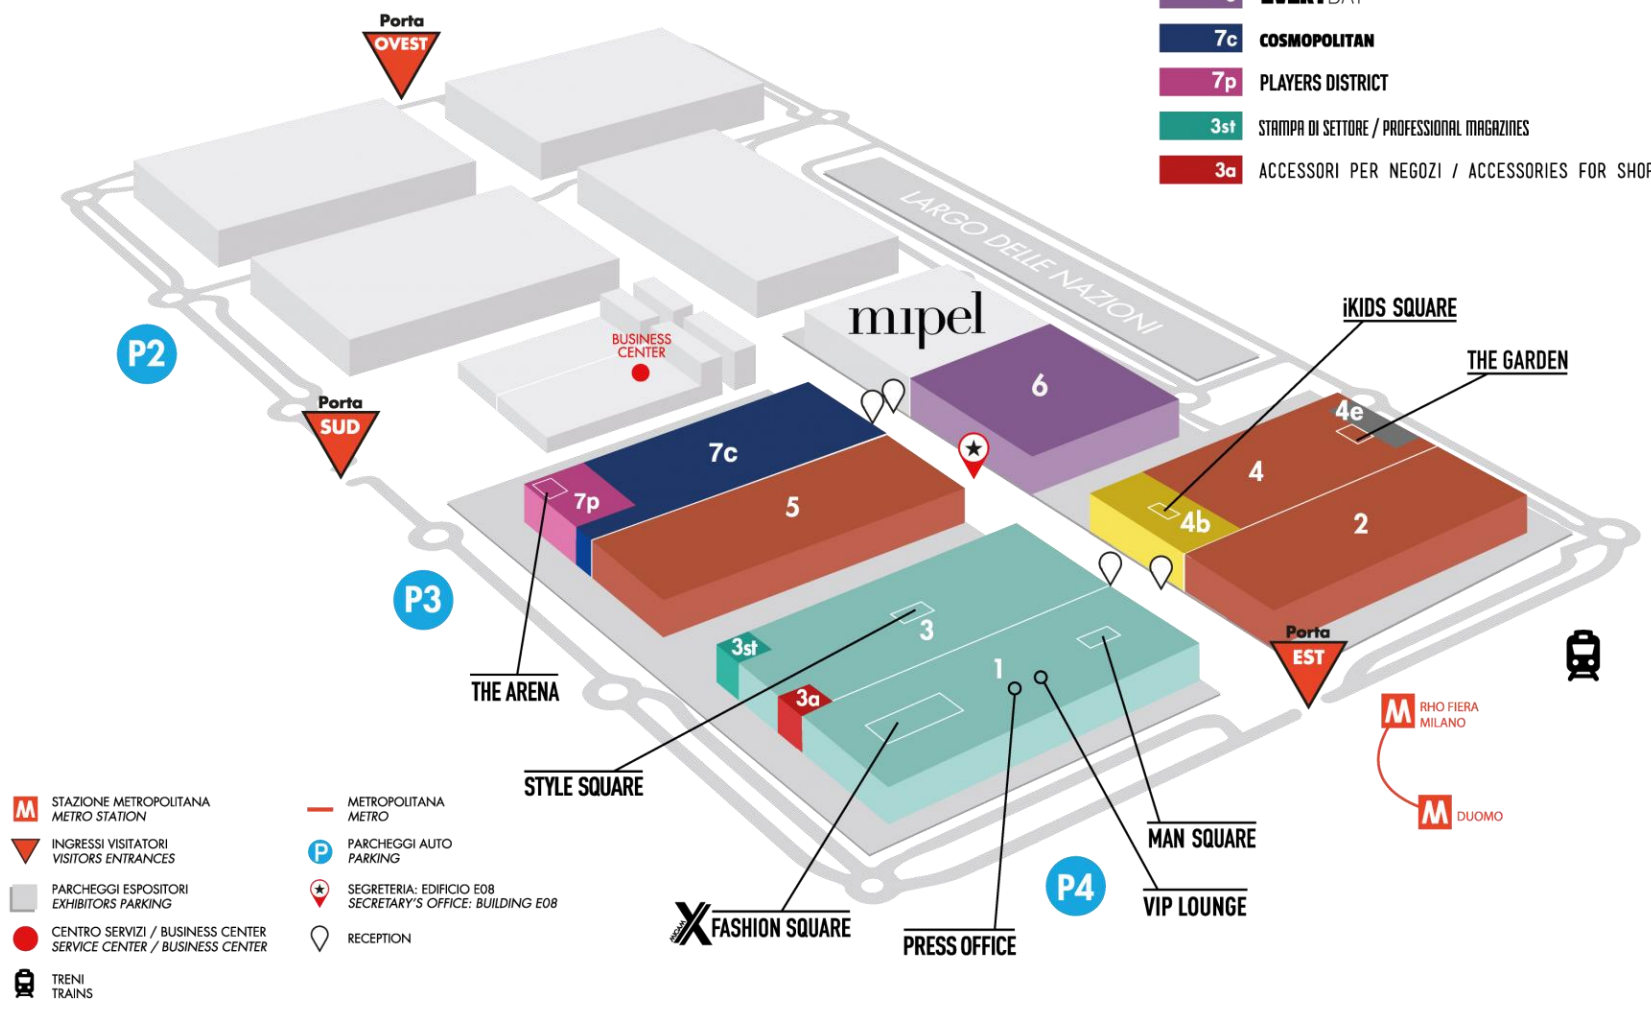 Porta
OVEST
EVERYDAY
7c COSMOPOLITAN
7p PLAYERS DISTRICT
3st STAMPA DI SETTORE / PROFESSIONAL MAGAZINES
3a ACCESSORI PER NEGOZI / ACCESSORIES FOR
LARGO DELLE NAZIONI
mipel
iKIDS SQUARE
THE GARDEN
P2
BUSINESS
CENTER
6
4e
Porta
SUD
7c
4
7p
5
4b
2
P3
3
3st
1
Porta
EST
THE ARENA
3a
RHO FIERA
MILANO
M
STYLE SQUARE
M DUOMO
MAN SQUARE
P4
VIP LOUNGE
X FASHION SQUARE
PRESS OFFICE
M STAZIONE METROPOLITANA
METRO STATION
INGRESSI VISITATORI
VISITORS ENTRANCES
PARCHEGGI ESPOSITORI
EXHIBITORS PARKING
CENTRO SERVIZI / BUSINESS CENTER
SERVICE CENTER / BUSINESS CENTER
TRENI
TRAINS
METROPOLITANA
METRO
P PARCHEGGI AUTO
PARKING
SEGRETERIA: EDIFICIO E08
SECRETARY'S OFFICE: BUILDING E08
RECEPTION